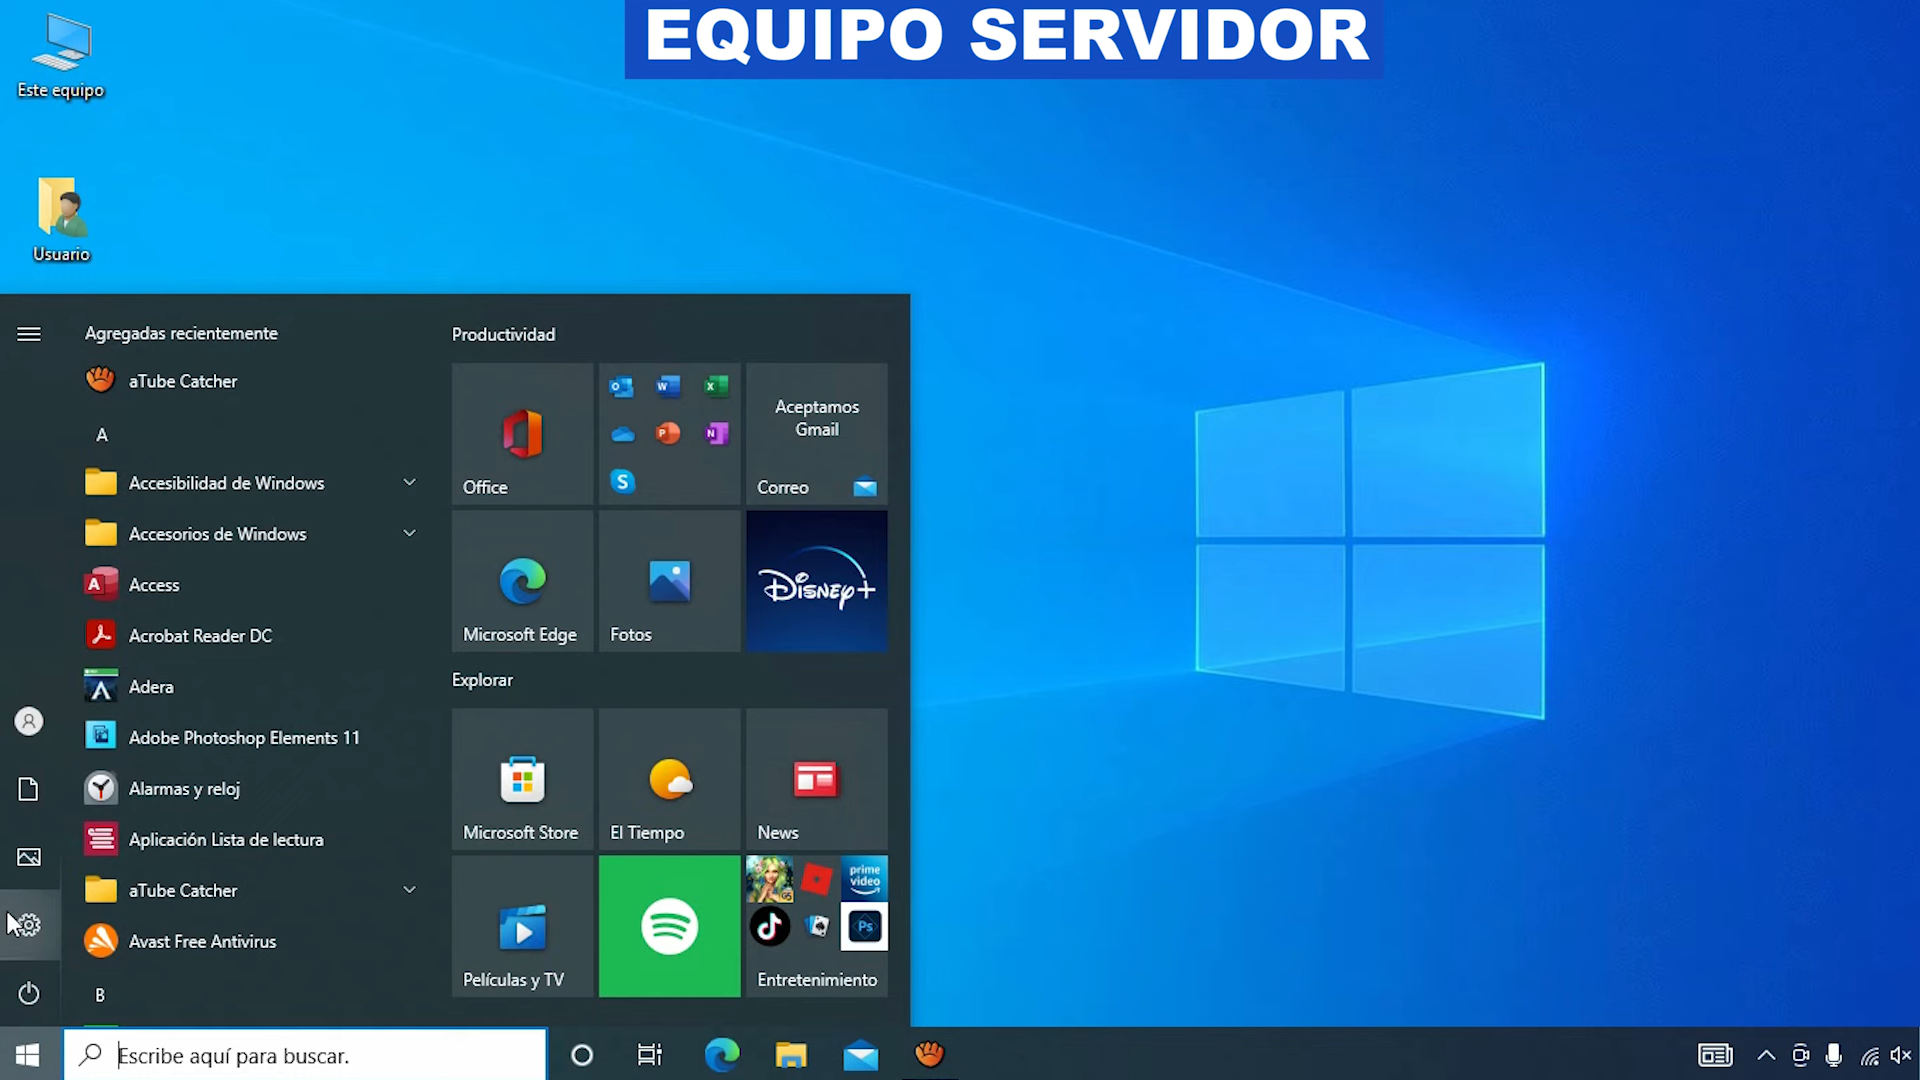 EQUIPO SERVIDOR
Este equipo
Usuario
Agregadas recientemente
aTube Catcher
A
Accesibilidad de Windows
Accesorios de Windows
Access
Acrobat Reader DC
Adera
Adobe Photoshop Elements 11
Alarmas y reloj
Aplicación Lista de lectura
aTube Catcher
Avast Free Antivirus
B
Productividad
Office
Aceptamos
Gmail
Correo
Microsoft Edge
Fotos
Disney+
Explorar
Microsoft Store
El Tiempo
News
Películas y TV
prime
video
Ps
Entretenimiento
Escribe aquí para buscar.